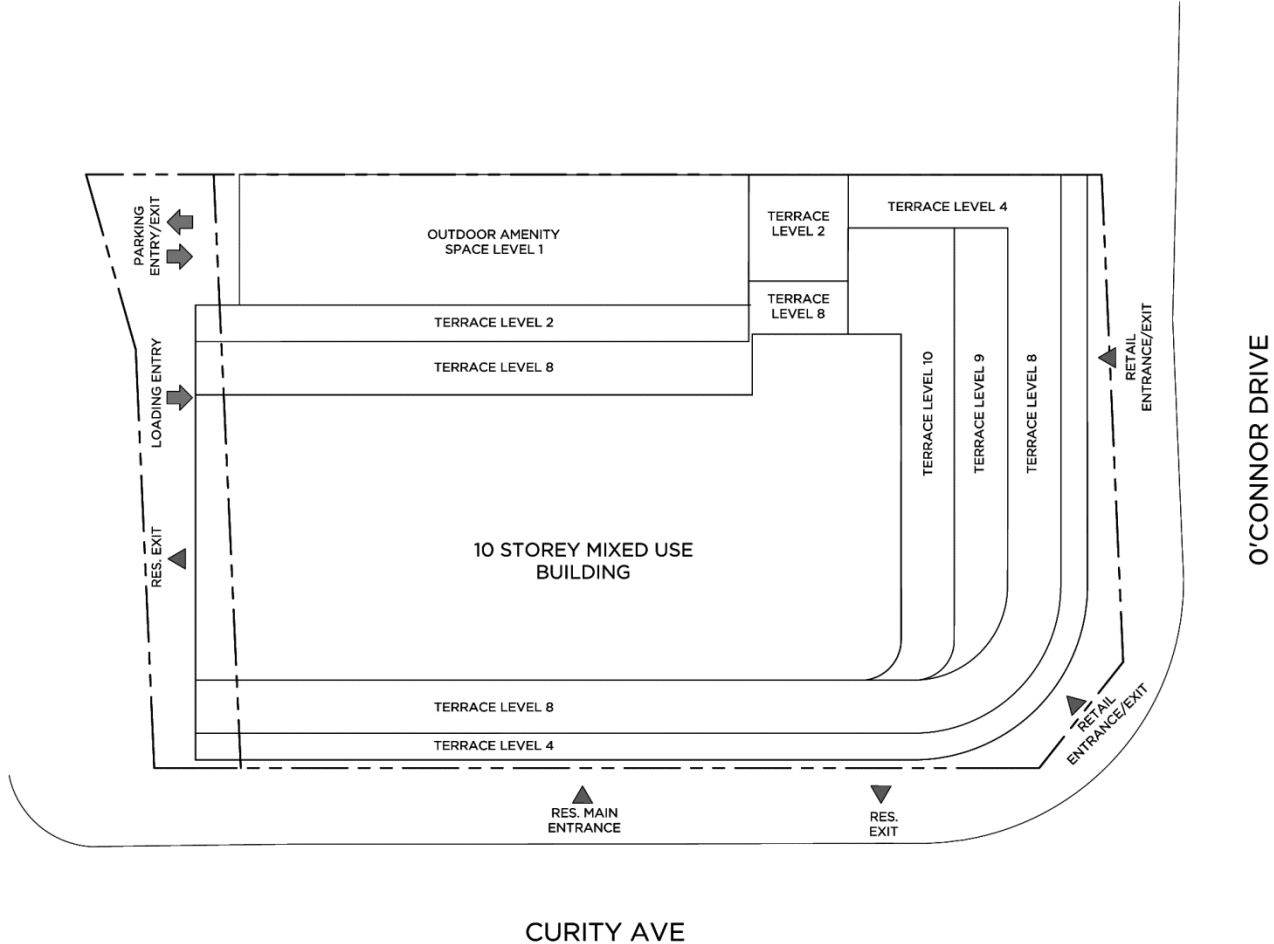 PARKING
ENTRY/EXIT
OUTDOOR AMENITY
SPACE LEVEL 1
TERRACE
LEVEL 2
TERRACE LEVEL 4
TERRACE
LEVEL 8
TERRACE LEVEL 2
TERRACE LEVEL 8
LOADING ENTRY
TERRACE LEVEL 10
TERRACE LEVEL 9
TERRACE LEVEL 8
RETAIL
ENTRANCE/EXIT
O'CONNOR DRIVE
RES. EXIT
10 STOREY MIXED USE
BUILDING
TERRACE LEVEL 8
TERRACE LEVEL 4
RETAIL
ENTRANCE/EXIT
RES. MAIN
ENTRANCE
RES.
EXIT
CURITY AVE